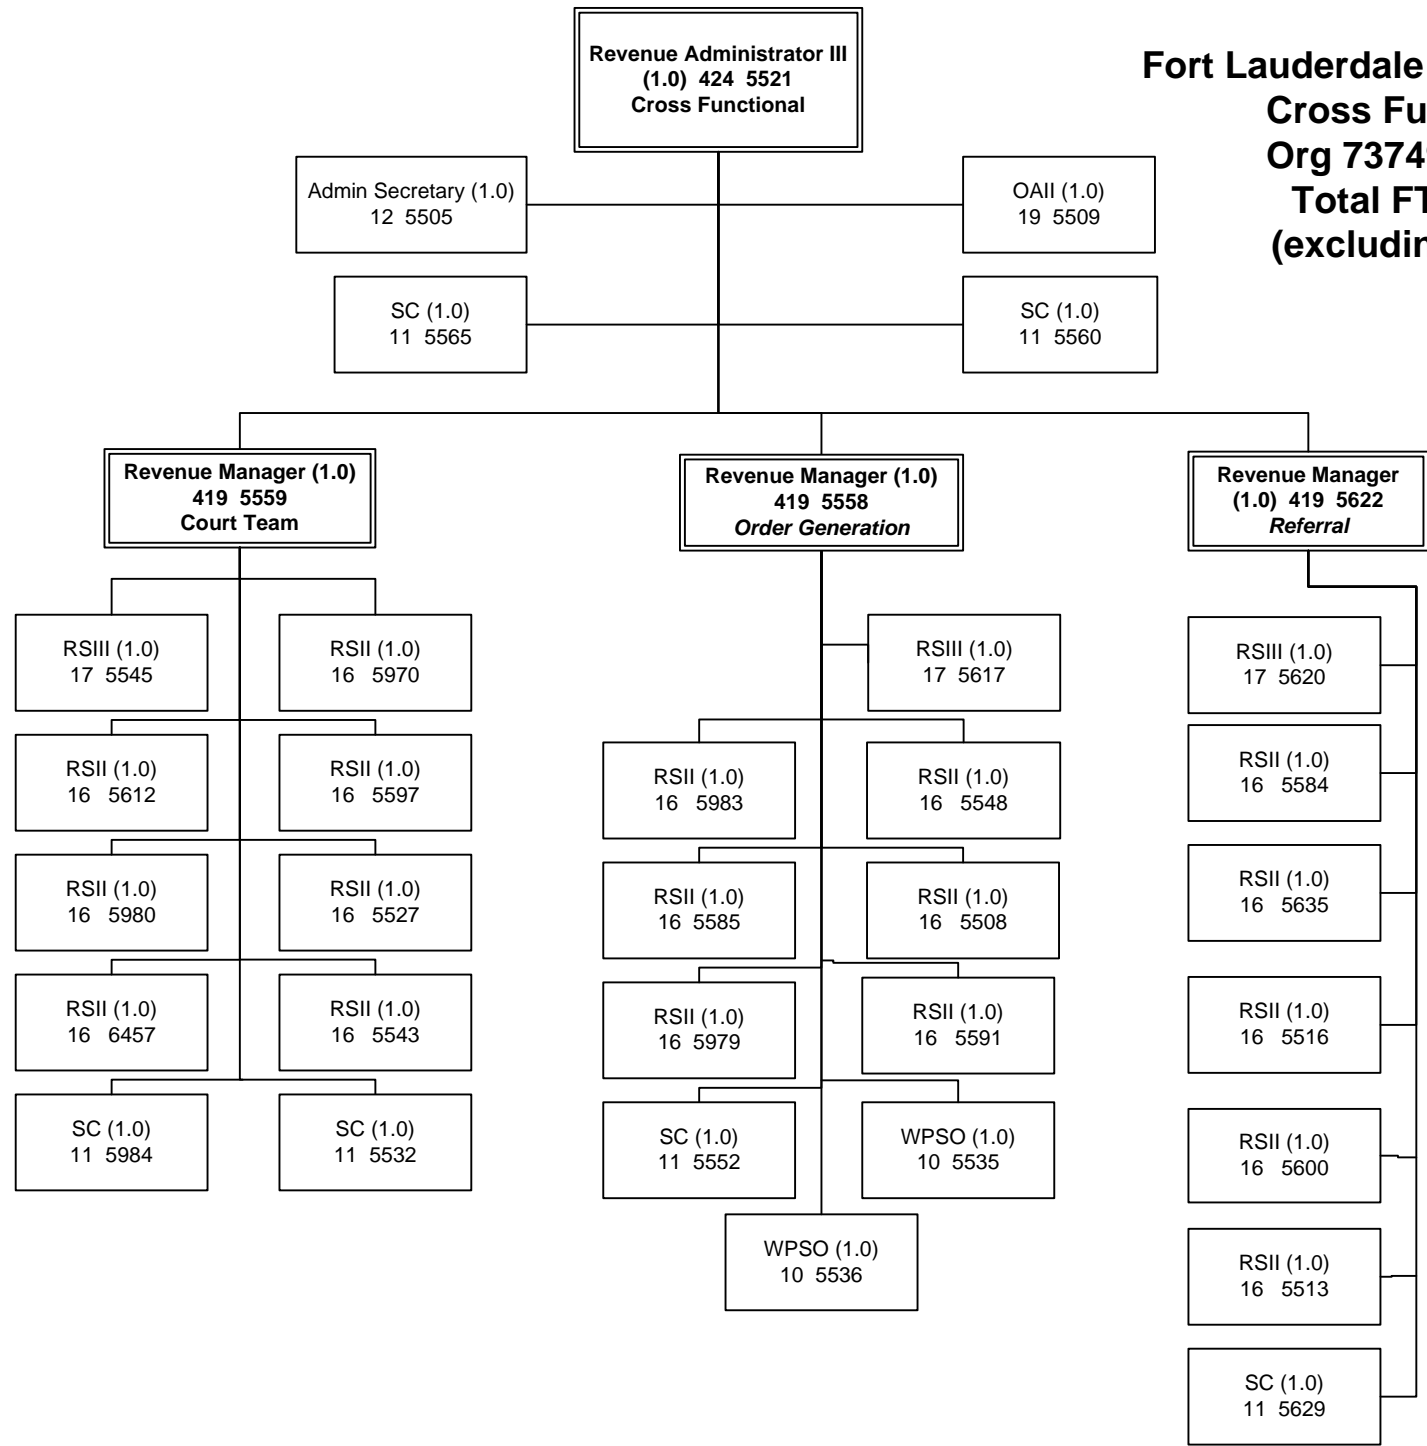 Revenue Administrator III
(1.0) 424 5521
Cross Functional
Fort Lauderdale
Cross
Org
Total
Admin Secretary (1.0)
12 5505
OAII (1.0)
19 5509
SC (1.0)
11 5565
SC (1.0)
11 5560
Revenue Manager (1.0)
419 5559
Court Team
Revenue Manager (1.0)
419 5558
Order Generation
Revenue Manager
(1.0) 419 5622
Referral
RSIII (1.0)
17 5545
RSII (1.0)
16 5970
RSII (1.0)
16 5612
RSII (1.0)
16 5597
RSII (1.0)
16 5980
RSII (1.0)
16 5527
RSII (1.0)
16 6457
RSII (1.0)
16 5543
SC (1.0)
11 5984
SC (1.0)
11 5532
RSIII (1.0)
17 5617
RSII (1.0)
16 5983
RSII (1.0)
16 5548
RSII (1.0)
16 5585
RSII (1.0)
16 5508
RSII (1.0)
16 5979
RSII (1.0)
16 5591
SC (1.0)
11 5552
WPSO (1.0)
10 5535
WPSO (1.0)
10 5536
RSIII (1.0)
17 5620
RSII (1.0)
16 5584
RSII (1.0)
16 5635
RSII (1.0)
16 5516
RSII (1.0)
16 5600
RSII (1.0)
16 5513
SC (1.0)
11 5629